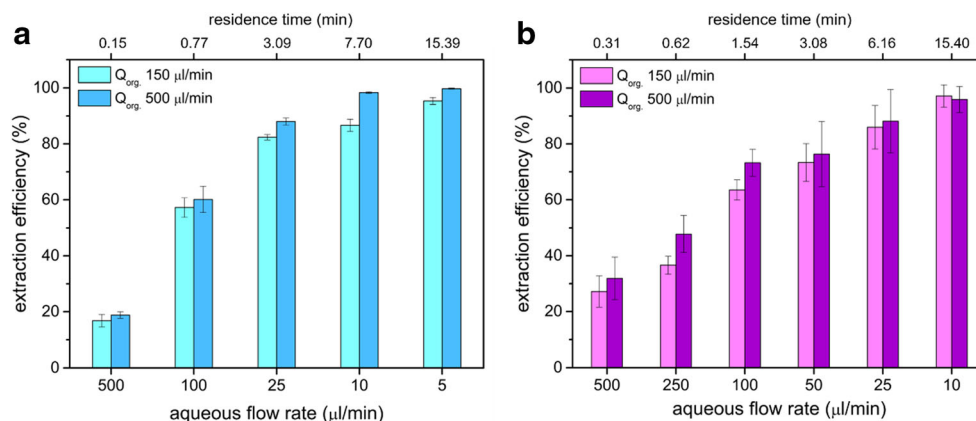 a
residence time (min)
0.15 0.77 3.09 7.70 15.39
Qorg. 150 µl/min
Qorg. 500 µl/min
100
80
60
40
20
0
extraction efficiency (%)
500 100 25 10 5
aqueous flow rate (µl/min)
b
residence time (min)
0.31 0.62 1.54 3.08 6.16 15.40
Qorg. 150 µl/min
Qorg. 500 µl/min
100
80
60
40
20
0
extraction efficiency (%)
500 250 100 50 25 10
aqueous flow rate (µl/min)